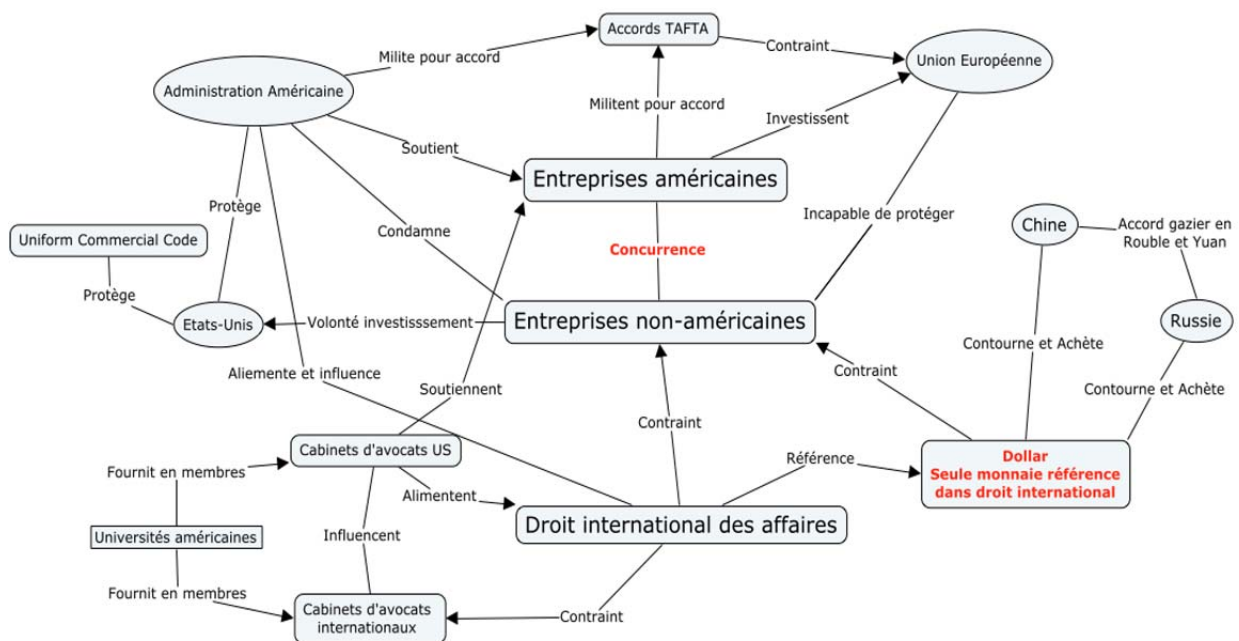 Accords TAFTA
Contraint
Milite pour accord
Union Européenne
Administration Américaine
Militent pour accord
Investissent
Soutient
Entreprises américaines
Protège
Incapable de protéger
Chine
Accord gazier en
Rouble et Yuan
Uniform Commercial Code
Condamne
Concurrence
Protège
Etats-Unis
Volonté investisssement
Entreprises non-américaines
Russie
Contourne et Achète
Aliemente et influence
Contraint
Soutiennent
Contourne et Achète
Contraint
Cabinets d'avocats US
Dollar
Seule monnaie référence
dans droit international
Fournit en membres
Référence
Alimentent
Droit international des affaires
Universités américaines
Influencent
Fournit en membres
Cabinets d'avocats
internationaux
Contraint